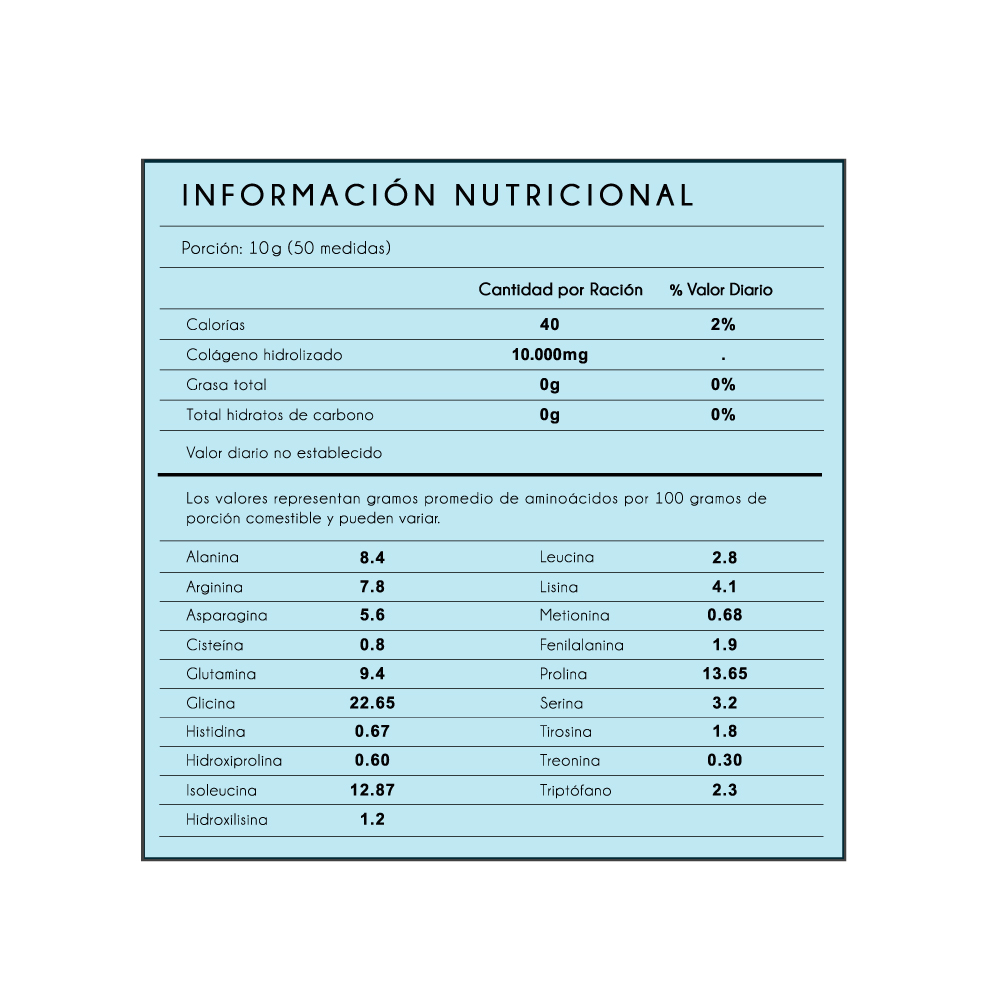 INFORMACIÓN NUTRICIONAL
Porción: 10g (50 medidas)
Cantidad por Ración % Valor Diario
Calorías 40 2%
Colágeno hidrolizado 10.000mg .
Grasa total 0g 0%
Total hidratos de carbono 0g 0%
Valor diario no establecido
Los valores representan gramos promedio de aminoácidos por 100 gramos de
porción comestible y pueden variar.
Alanina 8.4 Leucina 2.8
Arginina 7.8 Lisina 4.1
Asparagina 5.6 Metionina 0.68
Cisteína 0.8 Fenilalanina 1.9
Glutamina 9.4 Prolina 13.65
Glicina 22.65 Serina 3.2
Histidina 0.67 Tirosina 1.8
Hidroxiprolina 0.60 Treonina 0.30
Isoleucina 12.87 Triptófano 2.3
Hidroxilisina 1.2